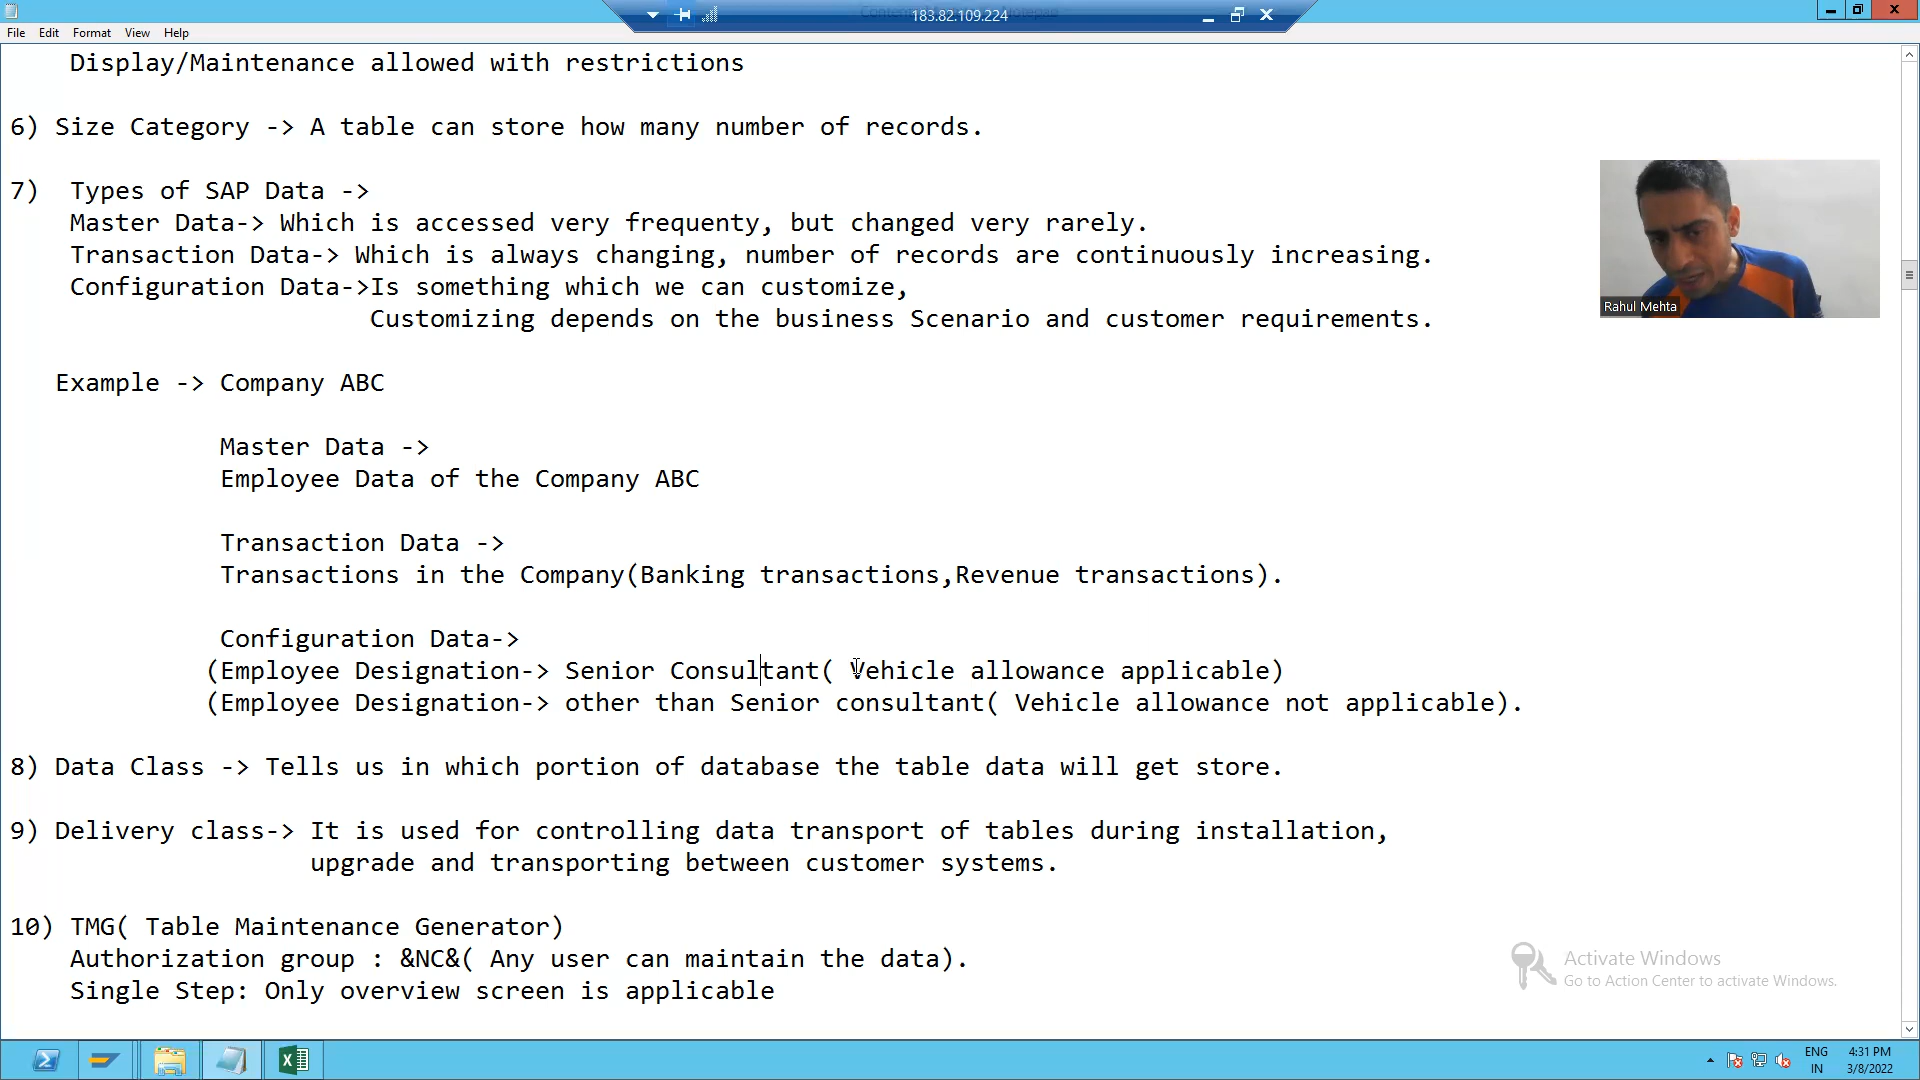 183.82.109.224
File Edit Format View Help
Display/Maintenance allowed with restrictions
6) Size Category -> A table can store how many number of records.
7) Types of SAP Data ->
Master Data-> Which is accessed very frequenty, but changed very rarely.
Transaction Data-> Which is always changing, number of records are continuously increasing.
Configuration Data->Is something which we can customize,
Customizing depends on the business Scenario and customer requirements.
Rahul Mehta
Example -> Company ABC
Master Data ->
Employee Data of the Company ABC
Transaction Data ->
Transactions in the Company(Banking transactions,Revenue transactions).
Configuration Data->
(Employee Designation-> Senior Consultant( Vehicle allowance applicable)
(Employee Designation-> other than Senior consultant( Vehicle allowance not applicable).
8) Data Class -> Tells us in which portion of database the table data will get store.
9) Delivery class-> It is used for controlling data transport of tables during installation,
upgrade and transporting between customer systems.
10) TMG( Table Maintenance Generator)
Authorization group : &NC&( Any user can maintain the data).
Single Step: Only overview screen is applicable
Activate Windows
Go to Action Center to activate Windows.
ENG 4:31 PM
IN 3/8/2022